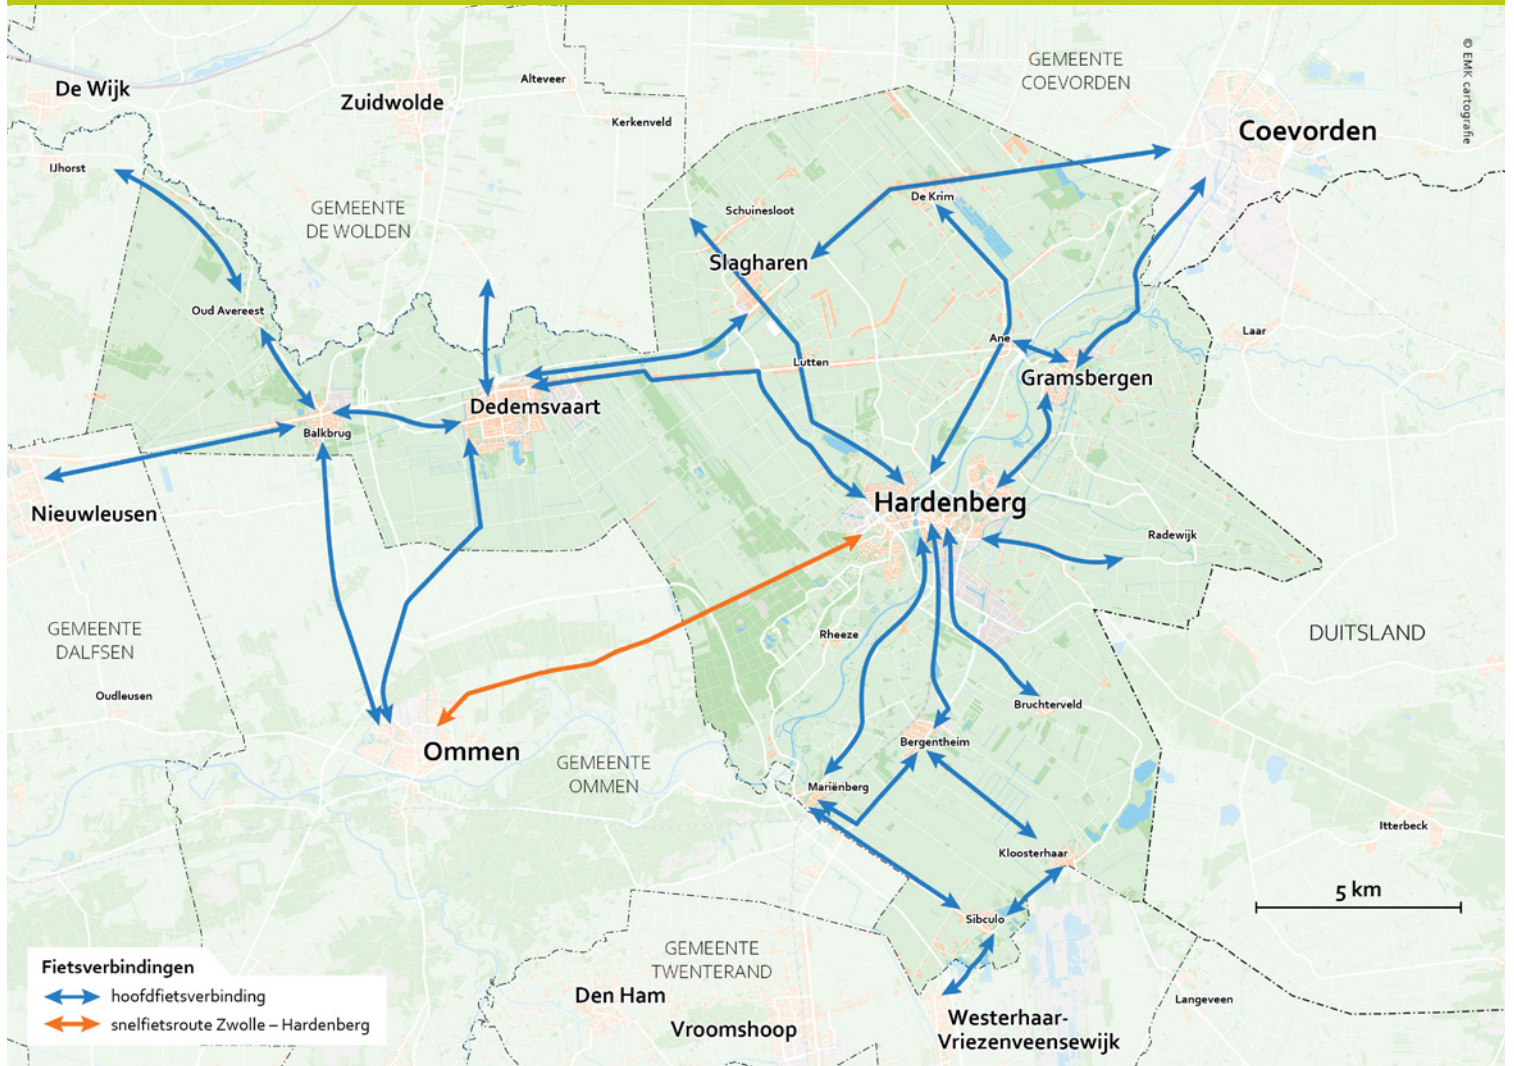 © EMK cartografie
GEMEENTE
COEVORDEN
De Wijk
Zuidwolde
Alteveer
Kerkenveld
Coevorden
IJhorst
GEMEENTE
DE WOLDEN
Schuinesloot
De Krim
Slagharen
Oud Avereest
Laar
Ane
Lutten
Gramsbergen
Dedemsvaart
Balkbrug
Hardenberg
Nieuwleusen
Radewijk
GEMEENTE
DALFSEN
Rheeze
DUITSLAND
Oudleusen
Bruchterveld
Ommen
Bergentheim
GEMEENTE
OMMEN
Mariënberg
Itterbeck
Kloosterhaar
5 km
Sibculo
GEMEENTE
TWENTERAND
Den Ham
Vroomshoop
Langeveen
Westerhaar-
Vriezenveensewijk
Fietsverbindingen
hoofdfietsverbinding
snelfietsroute Zwolle – Hardenberg